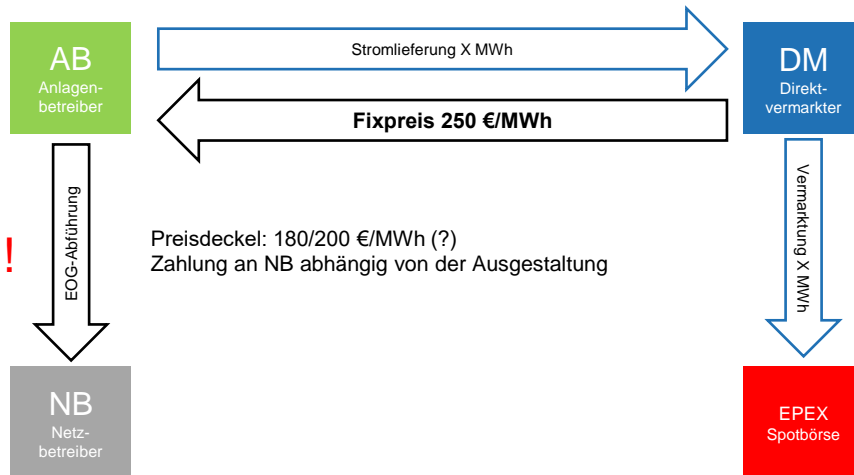 AB
Anlagen-
betreiber
Stromlieferung X MWh
DM
Direkt-
vermarkter
Fixpreis 250 €/MWh
EOG-Abführung
!
Preisdeckel: 180/200 €/MWh (?)
Zahlung an NB abhängig von der Ausgestaltung
Vermarktung X MWh
NB
Netz-
betreiber
EPEX
Spotbörse